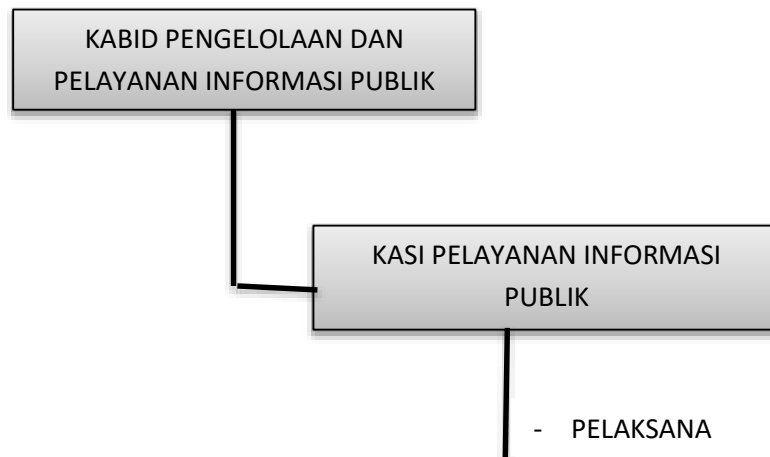 KABID PENGELOLAAN DAN
PELAYANAN INFORMASI PUBLIK
KASI PELAYANAN INFORMASI
PUBLIK
- PELAKSANA